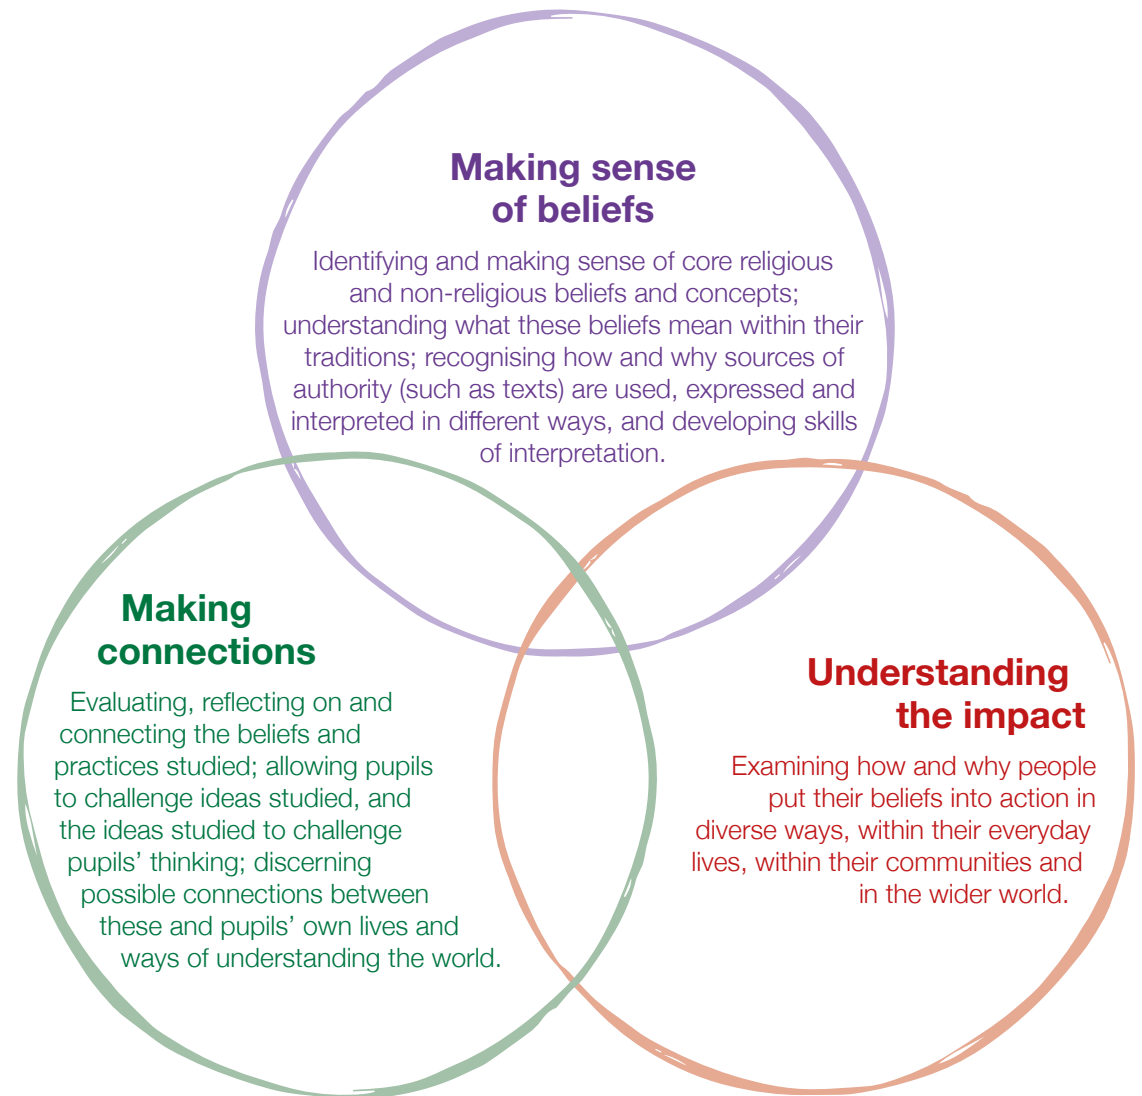 Making sense
of beliefs
Identifying and making sense of core religious
and non-religious beliefs and concepts;
understanding what these beliefs mean within their
traditions; recognising how and why sources of
authority (such as texts) are used, expressed and
interpreted in different ways, and developing skills
of interpretation.
Making
connections
Evaluating, reflecting on and
connecting the beliefs and
practices studied; allowing pupils
to challenge ideas studied, and
the ideas studied to challenge
pupils’ thinking; discerning
possible connections between
these and pupils’ own lives and
ways of understanding the world.
Understanding
the impact
Examining how and why people
put their beliefs into action in
diverse ways, within their everyday
lives, within their communities and
in the wider world.